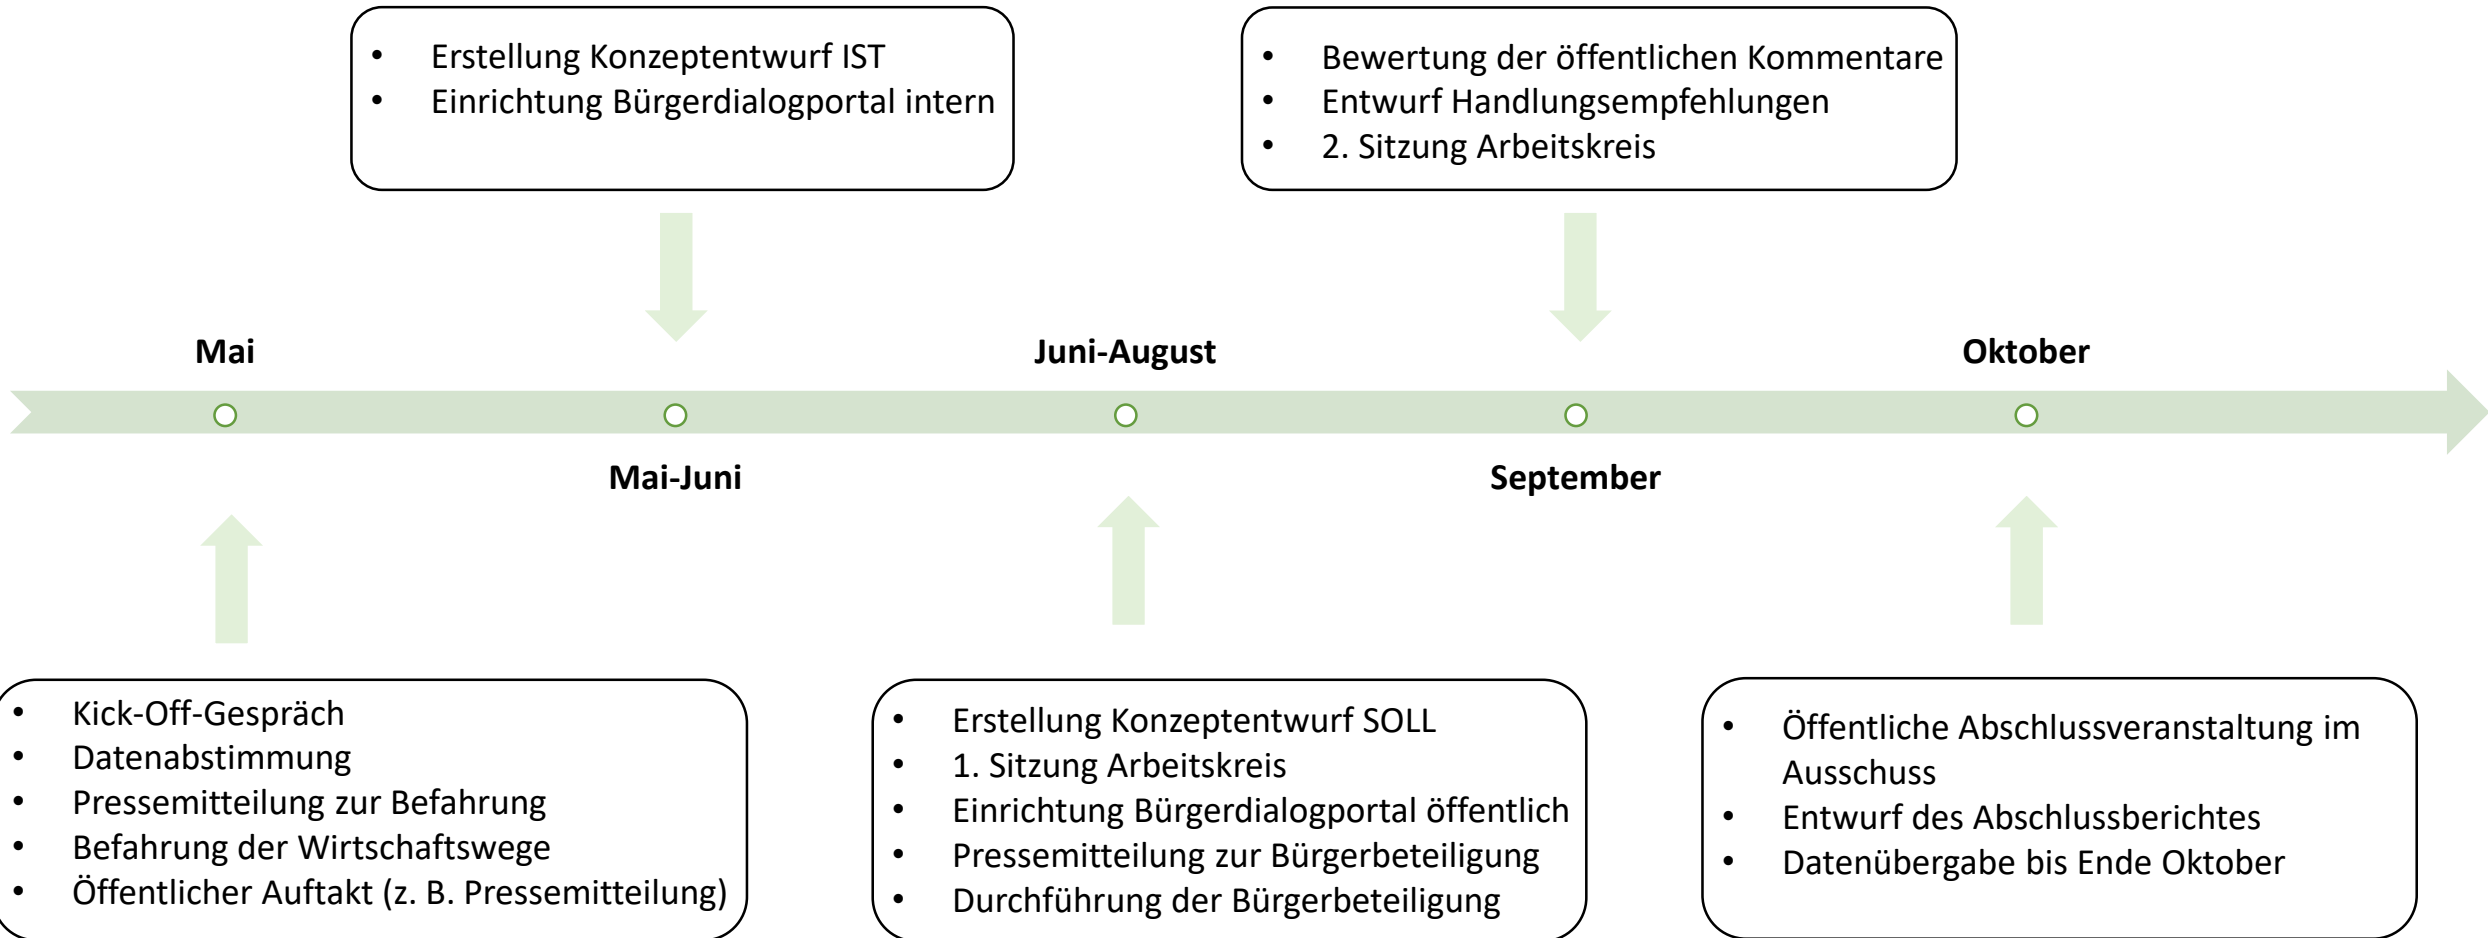 • Erstellung Konzeptentwurf IST
• Einrichtung Bürgerdialogportal intern
• Bewertung der öffentlichen Kommentare
• Entwurf Handlungsempfehlungen
• 2. Sitzung Arbeitskreis
Mai
Juni-August
Oktober
Mai-Juni
September
• Kick-Off-Gespräch
• Datenabstimmung
• Pressemitteilung zur Befahrung
• Befahrung der Wirtschaftswege
• Öffentlicher Auftakt (z. B. Pressemitteilung)
• Erstellung Konzeptentwurf SOLL
• 1. Sitzung Arbeitskreis
• Einrichtung Bürgerdialogportal öffentlich
• Pressemitteilung zur Bürgerbeteiligung
• Durchführung der Bürgerbeteiligung
• Öffentliche Abschlussveranstaltung im
Ausschuss
• Entwurf des Abschlussberichtes
• Datenübergabe bis Ende Oktober